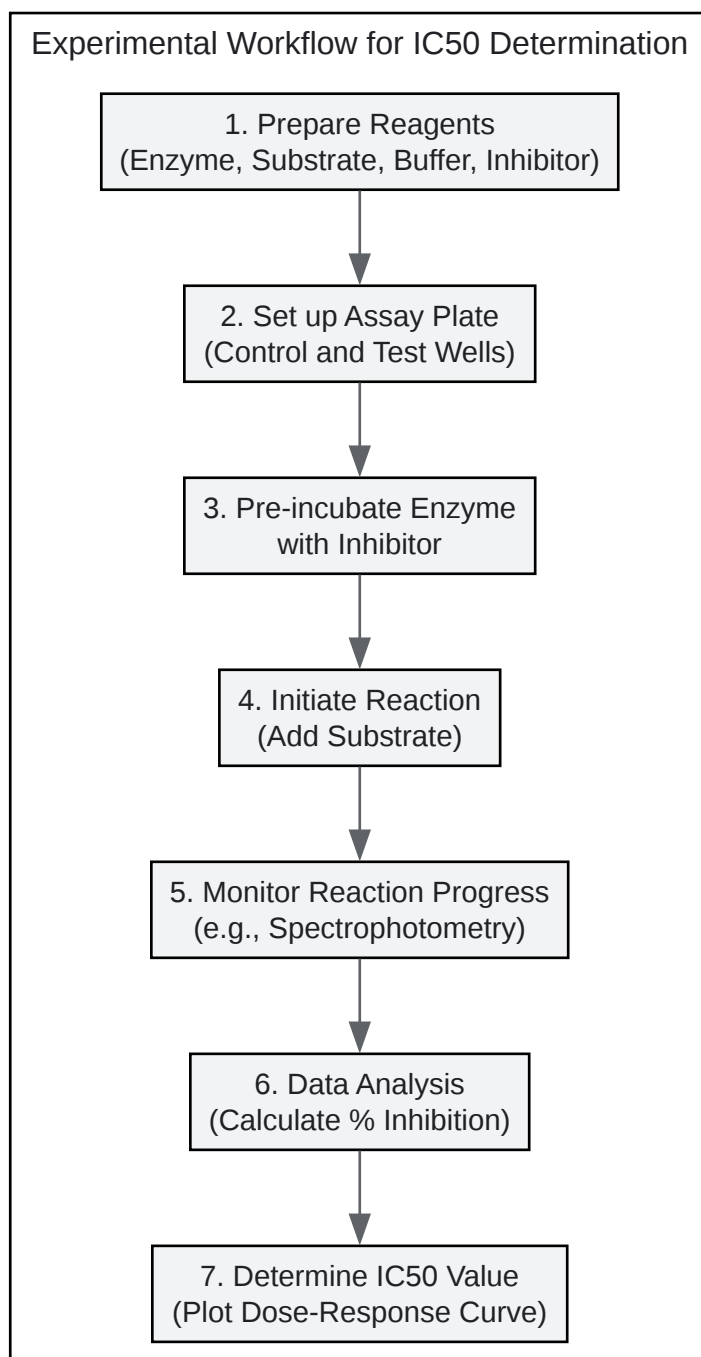 Experimental Workflow for IC50 Determination
1. Prepare Reagents
(Enzyme, Substrate, Buffer, Inhibitor)
2. Set up Assay Plate
(Control and Test Wells)
3. Pre-incubate Enzyme
with Inhibitor
4. Initiate Reaction
(Add Substrate)
5. Monitor Reaction Progress
(e.g., Spectrophotometry)
6. Data Analysis
(Calculate % Inhibition)
7. Determine IC50 Value
(Plot Dose-Response Curve)